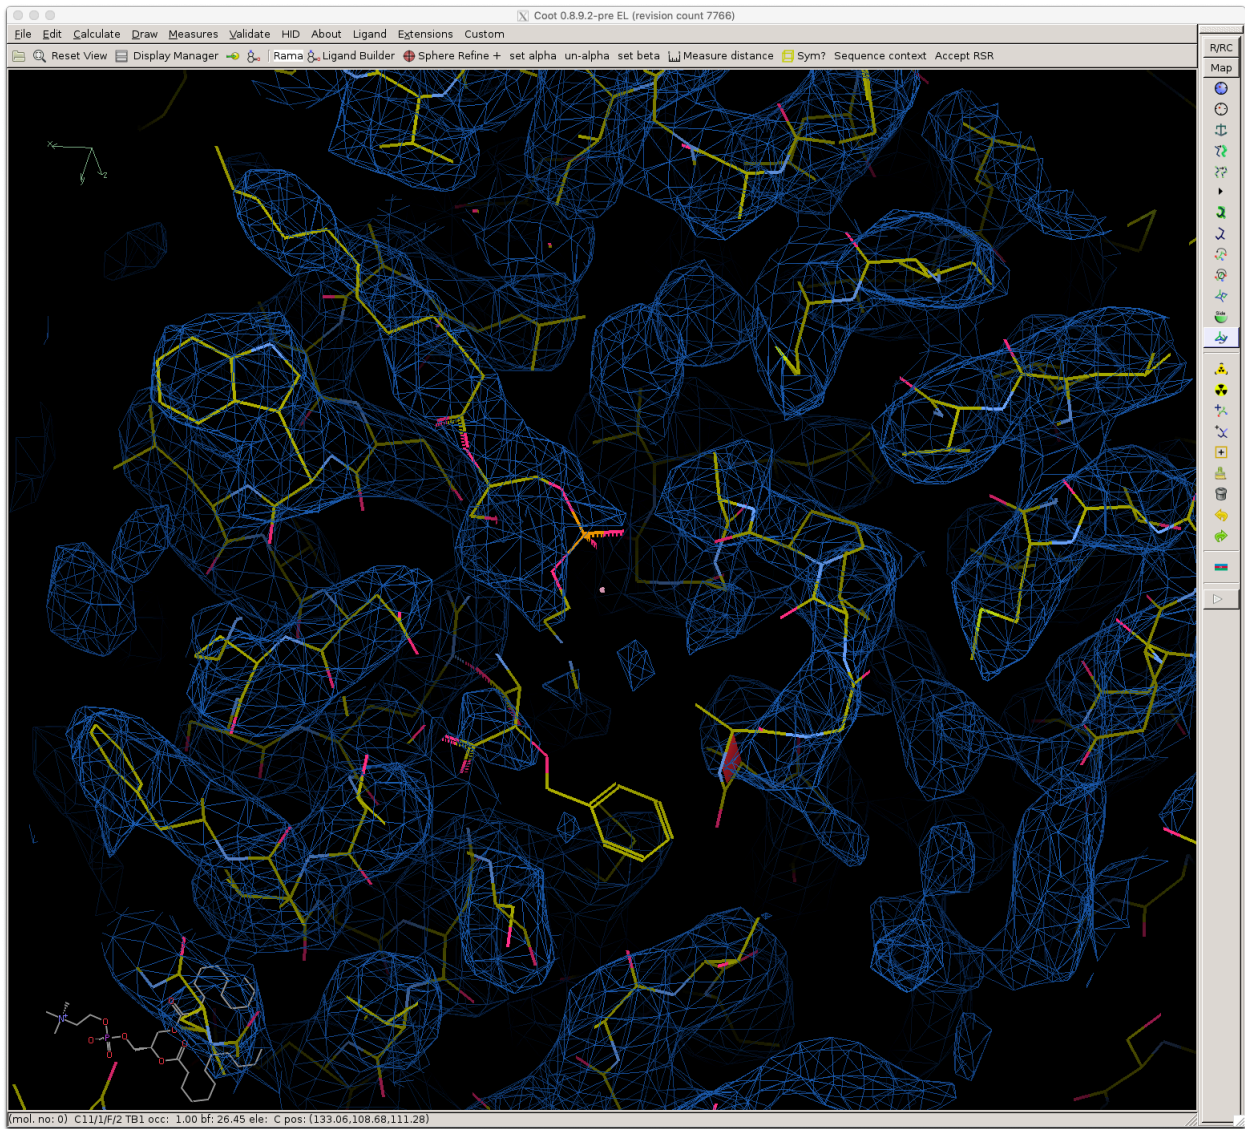 Coot 0.8.9.2-pre EL (revision count 7766)
File Edit Calculate Draw Measures Validate HID About Ligand Extensions Custom
Reset View Display Manager Rama Ligand Builder Sphere Refine + set alpha un-alpha set beta Measure distance Sym? Sequence context Accept RSR
R/RC
Map
(mol. no: 0) C11/1/F/2 TB1 occ: 1.00 bf: 26.45 ele: C pos: (133.06,108.68,111.28)